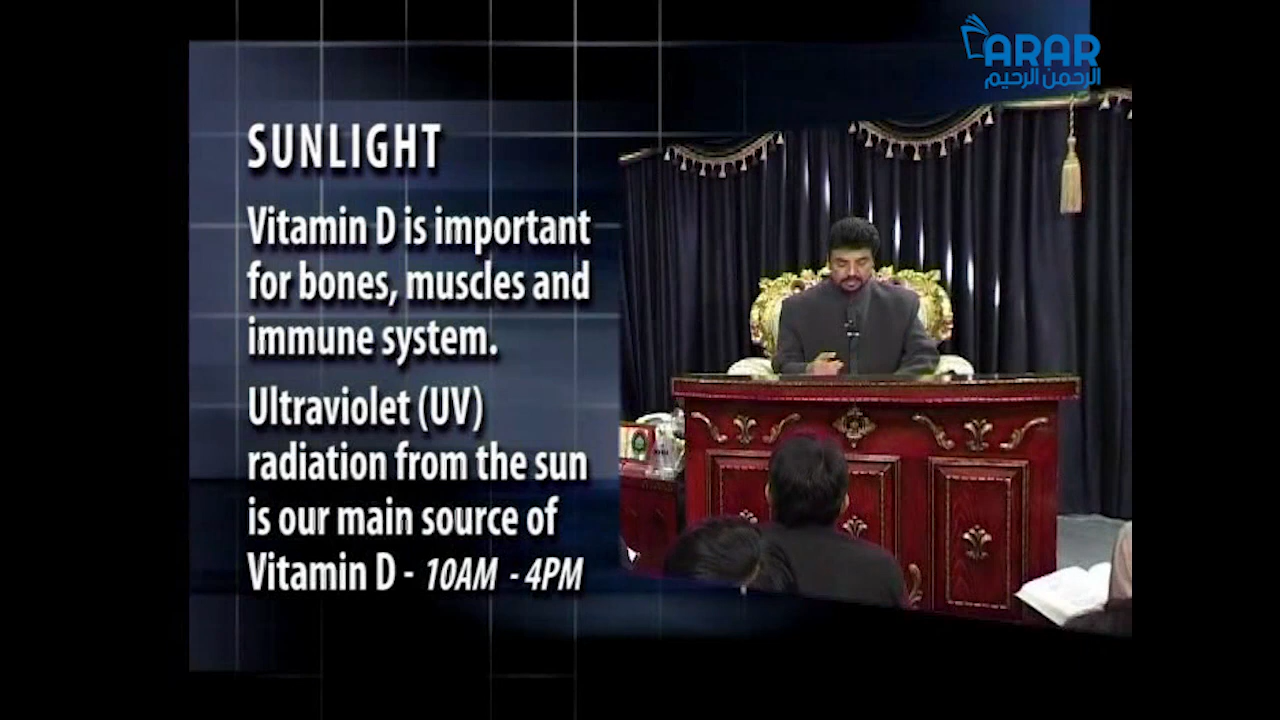 ARAR
الرحمن الرحيم
SUNLIGHT
Vitamin D is important
for bones, muscles and
immune system.
Ultraviolet (UV)
radiation from the sun
is our main source of
Vitamin D - 10AM - 4PM